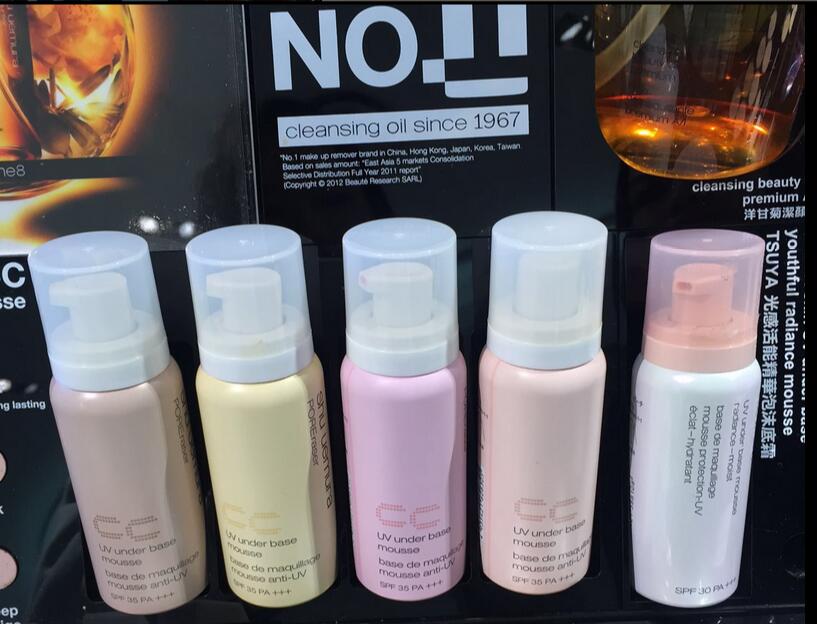 me8
NO.1
cleansing oil since 1967
"No.1 make up remover brand in China, Hong Kong, Japan, Korea, Taiwan.
Based on sales amount: "East Asia 5 markets Consolidation
Selective Distribution Full Year 2011 report"
(Copyright © 2012 Beauté Research SARL)
cleansing beauty
premium
洋甘菊潔顏
C
sse
ng lasting
k
eep
shu uemura
POREraser
CC
UV under base
mousse
base de maquillage
mousse anti-UV
SPF 35 PA +++
shu uemura
POREraser
CC
UV under base
mousse
base de maquillage
mousse anti-UV
SPF 35 PA +++
CC
UV under base
mousse
base de maquillage
mousse anti-UV
SPF 35 PA +++
CC
UV under base
mousse
base de maquillage
mousse anti-UV
SPF 35 PA +++
UV under base mousse
radiance-moist
base de maquillage
mousse protection-UV
éclat-hydratant
SPF 30 PA +++
youthful radiance mousse
TSUYA 光感活能精華泡沫底霜